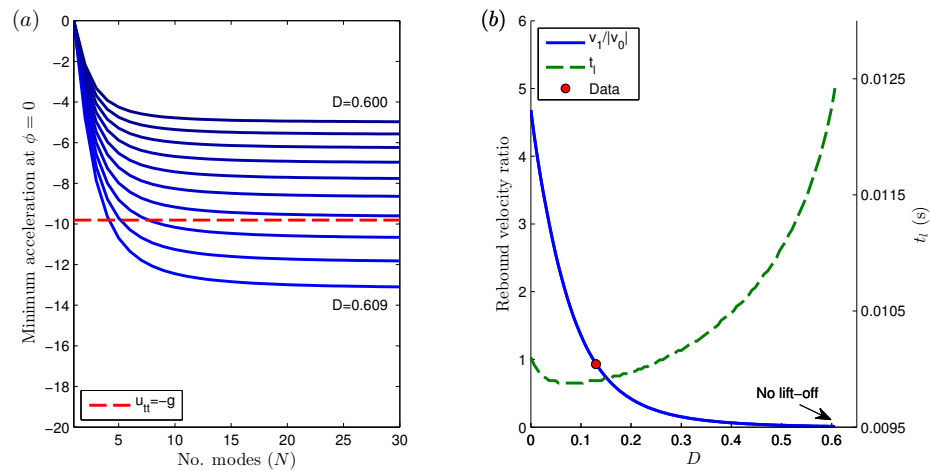 (a)
0
−2
−4
−6
−8
−10
−12
−14
−16
−18
−20
Minimum acceleration at ϕ = 0
D=0.600
D=0.609
u_tt=−g
5
10
15
20
25
30
No. modes (N)
(b)
6
5
4
3
2
1
0
Rebound velocity ratio
v_1/|v_0|
t_l
Data
No lift−off
0.0125
0.0115
0.0105
0.0095
t_l (s)
0
0.1
0.2
0.3
0.4
0.5
0.6
D